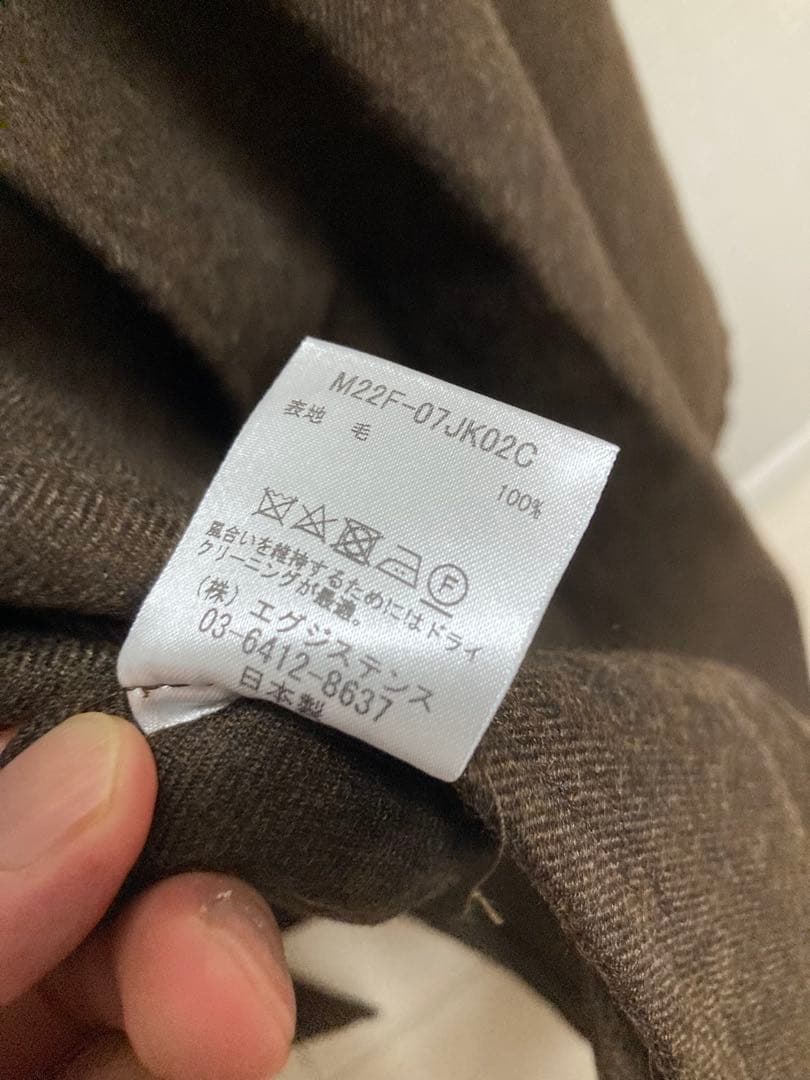 M22F-07JK02C
表地 毛
100%
F
風合いを維持するためにはドライ
クリーニングが最適。
(株) エグジステンス
03-6412-8637
日本製